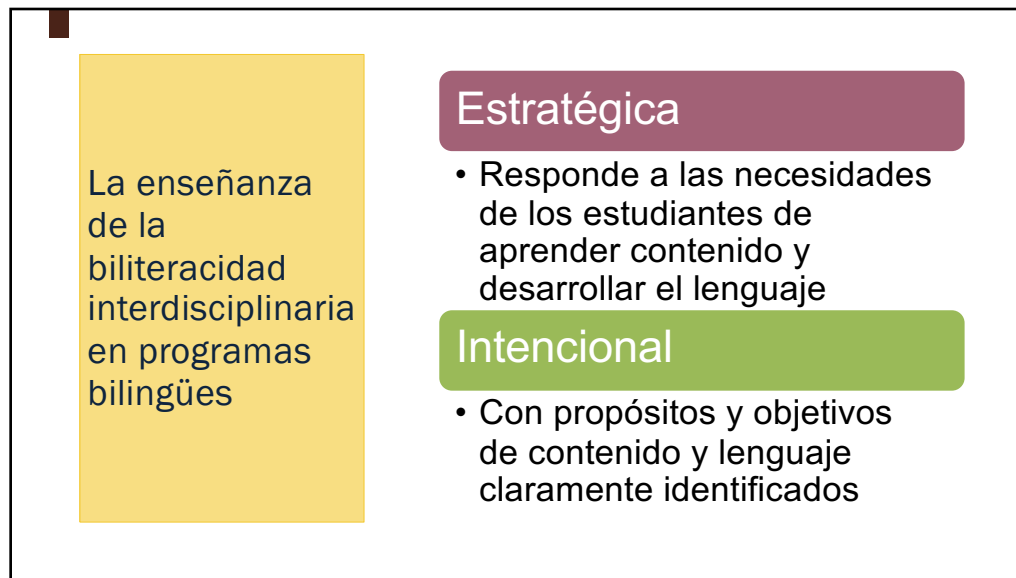 La enseñanza
de la
biliteracidad
interdisciplinaria
en programas
bilingües
Estratégica
• Responde a las necesidades
de los estudiantes de
aprender contenido y
desarrollar el lenguaje
Intencional
• Con propósitos y objetivos
de contenido y lenguaje
claramente identificados